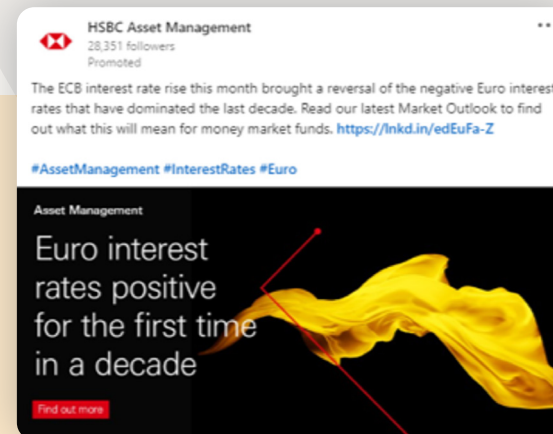 HSBC Asset Management
28,351 followers
Promoted
The ECB interest rate rise this month brought a reversal of the negative Euro interest
rates that have dominated the last decade. Read our latest Market Outlook to find
out what this will mean for money market funds. https://lnkd.in/edEuFa-Z
#AssetManagement #InterestRates #Euro
Asset Management
Euro interest
rates positive
for the first time
in a decade
Find out more